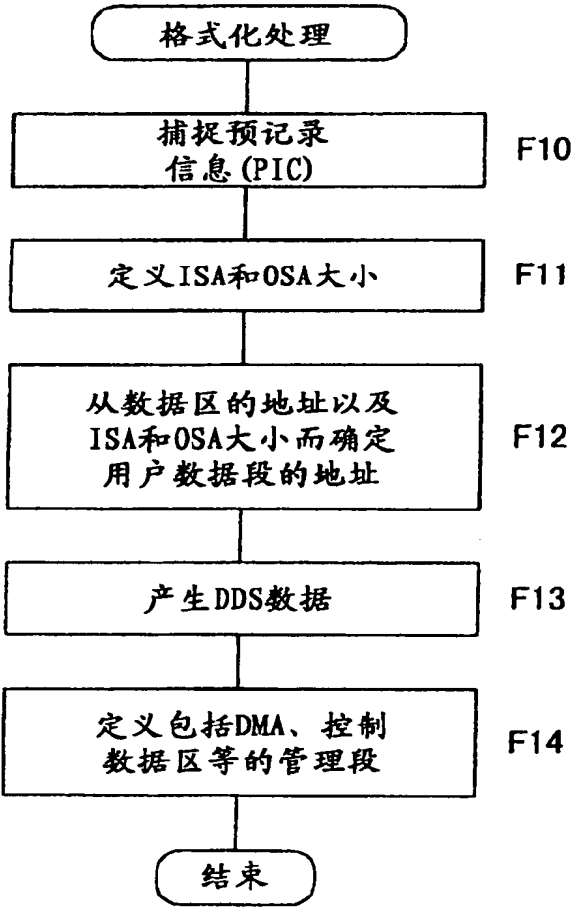 格式化处理
捕捉预记录
信息(PIC)
F10
定义ISA和OSA大小
F11
从数据区的地址以及
ISA和OSA大小而确定
用户数据段的地址
F12
产生DDS数据
F13
定义包括DMA、控制
数据区等的管理段
F14
结束